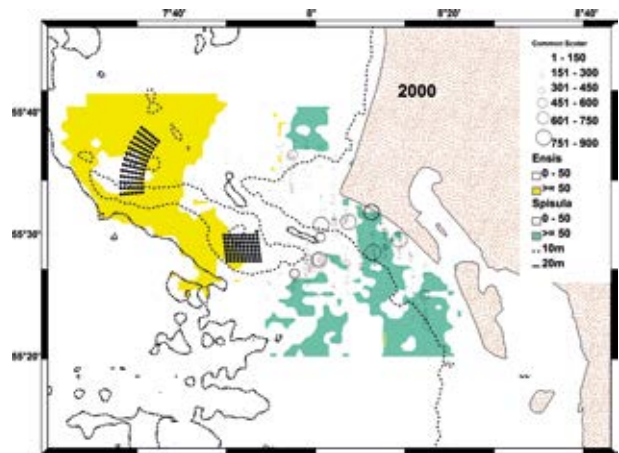 7°40' 8° 8°20' 8°40'
55°40'
55°30'
55°20'
2000
Common Scoter
1 - 150
151 - 300
301 - 450
451 - 600
601 - 750
751 - 900
Ensis
0 - 50
>= 50
Spisula
0 - 50
>= 50
10m
20m